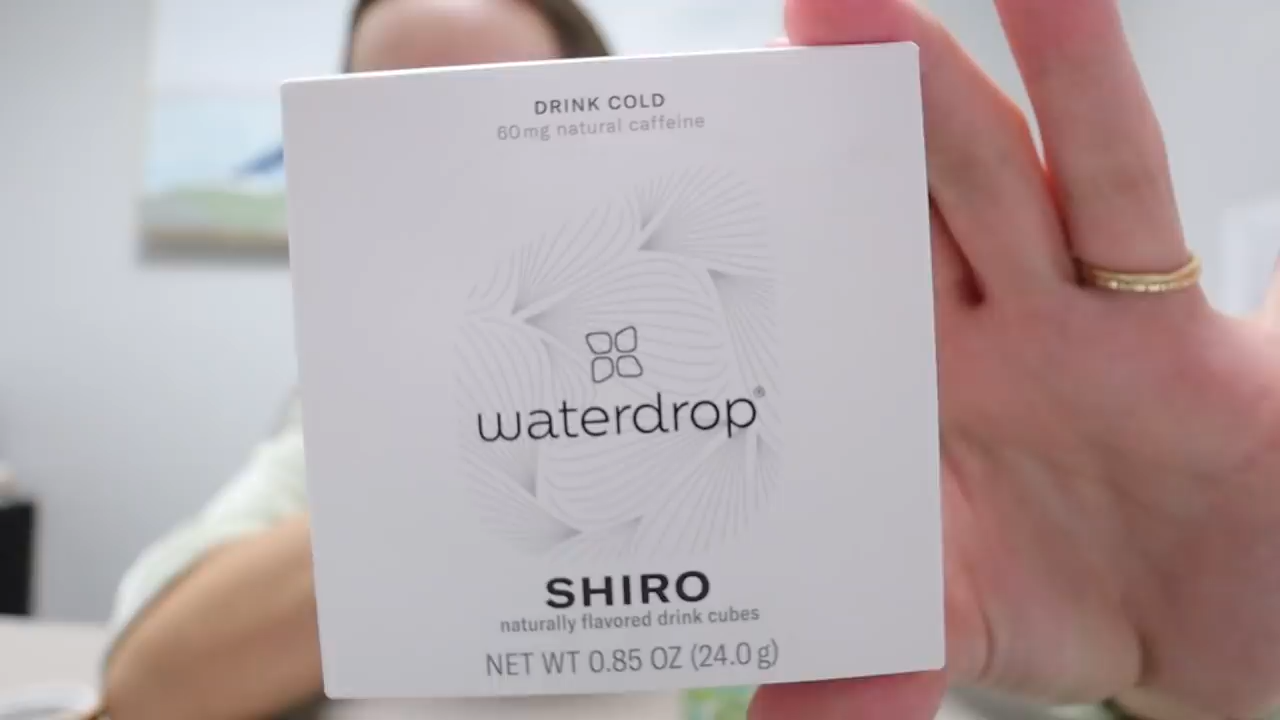 DRINK COLD
60mg natural caffeine
waterdrop®
SHIRO
naturally flavored drink cubes
NET WT 0.85 OZ (24.0 g)